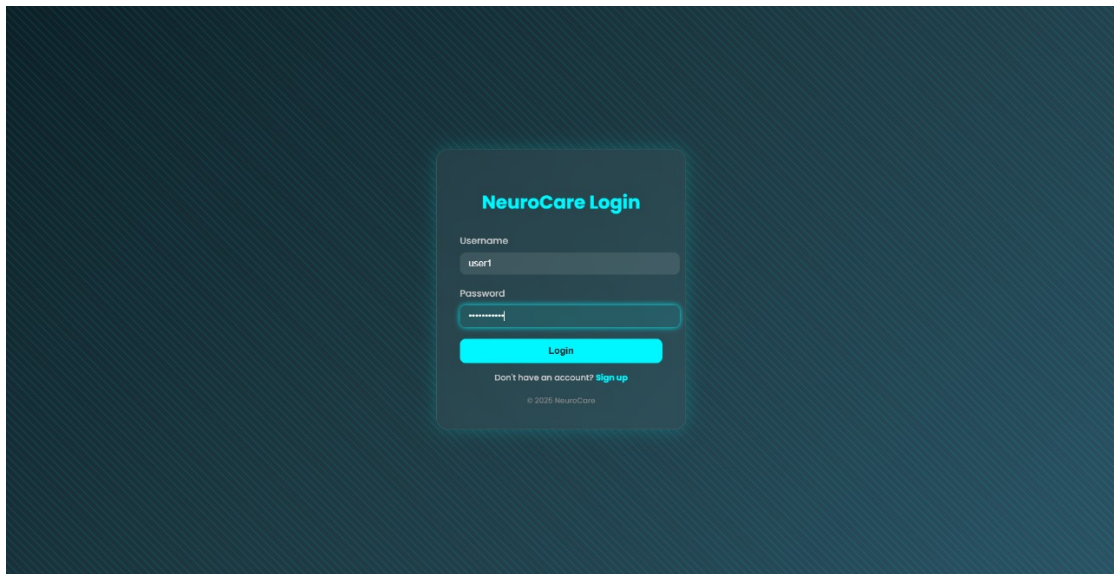 NeuroCare Login
Username
user1
Password
•••••••••••
Login
Don't have an account? Sign up
© 2025 NeuroCare